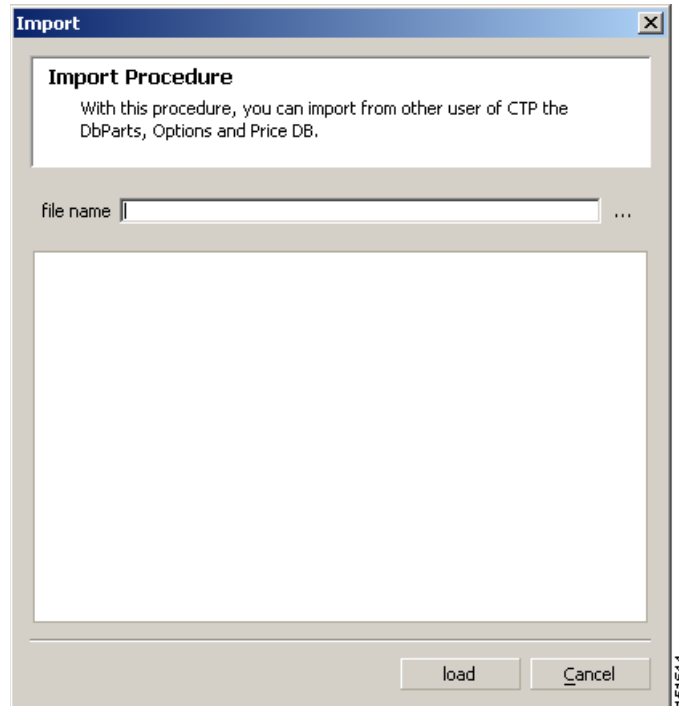 Import
Import Procedure
With this procedure, you can import from other user of CTP the
DbParts, Options and Price DB.
file name
...
load
Cancel